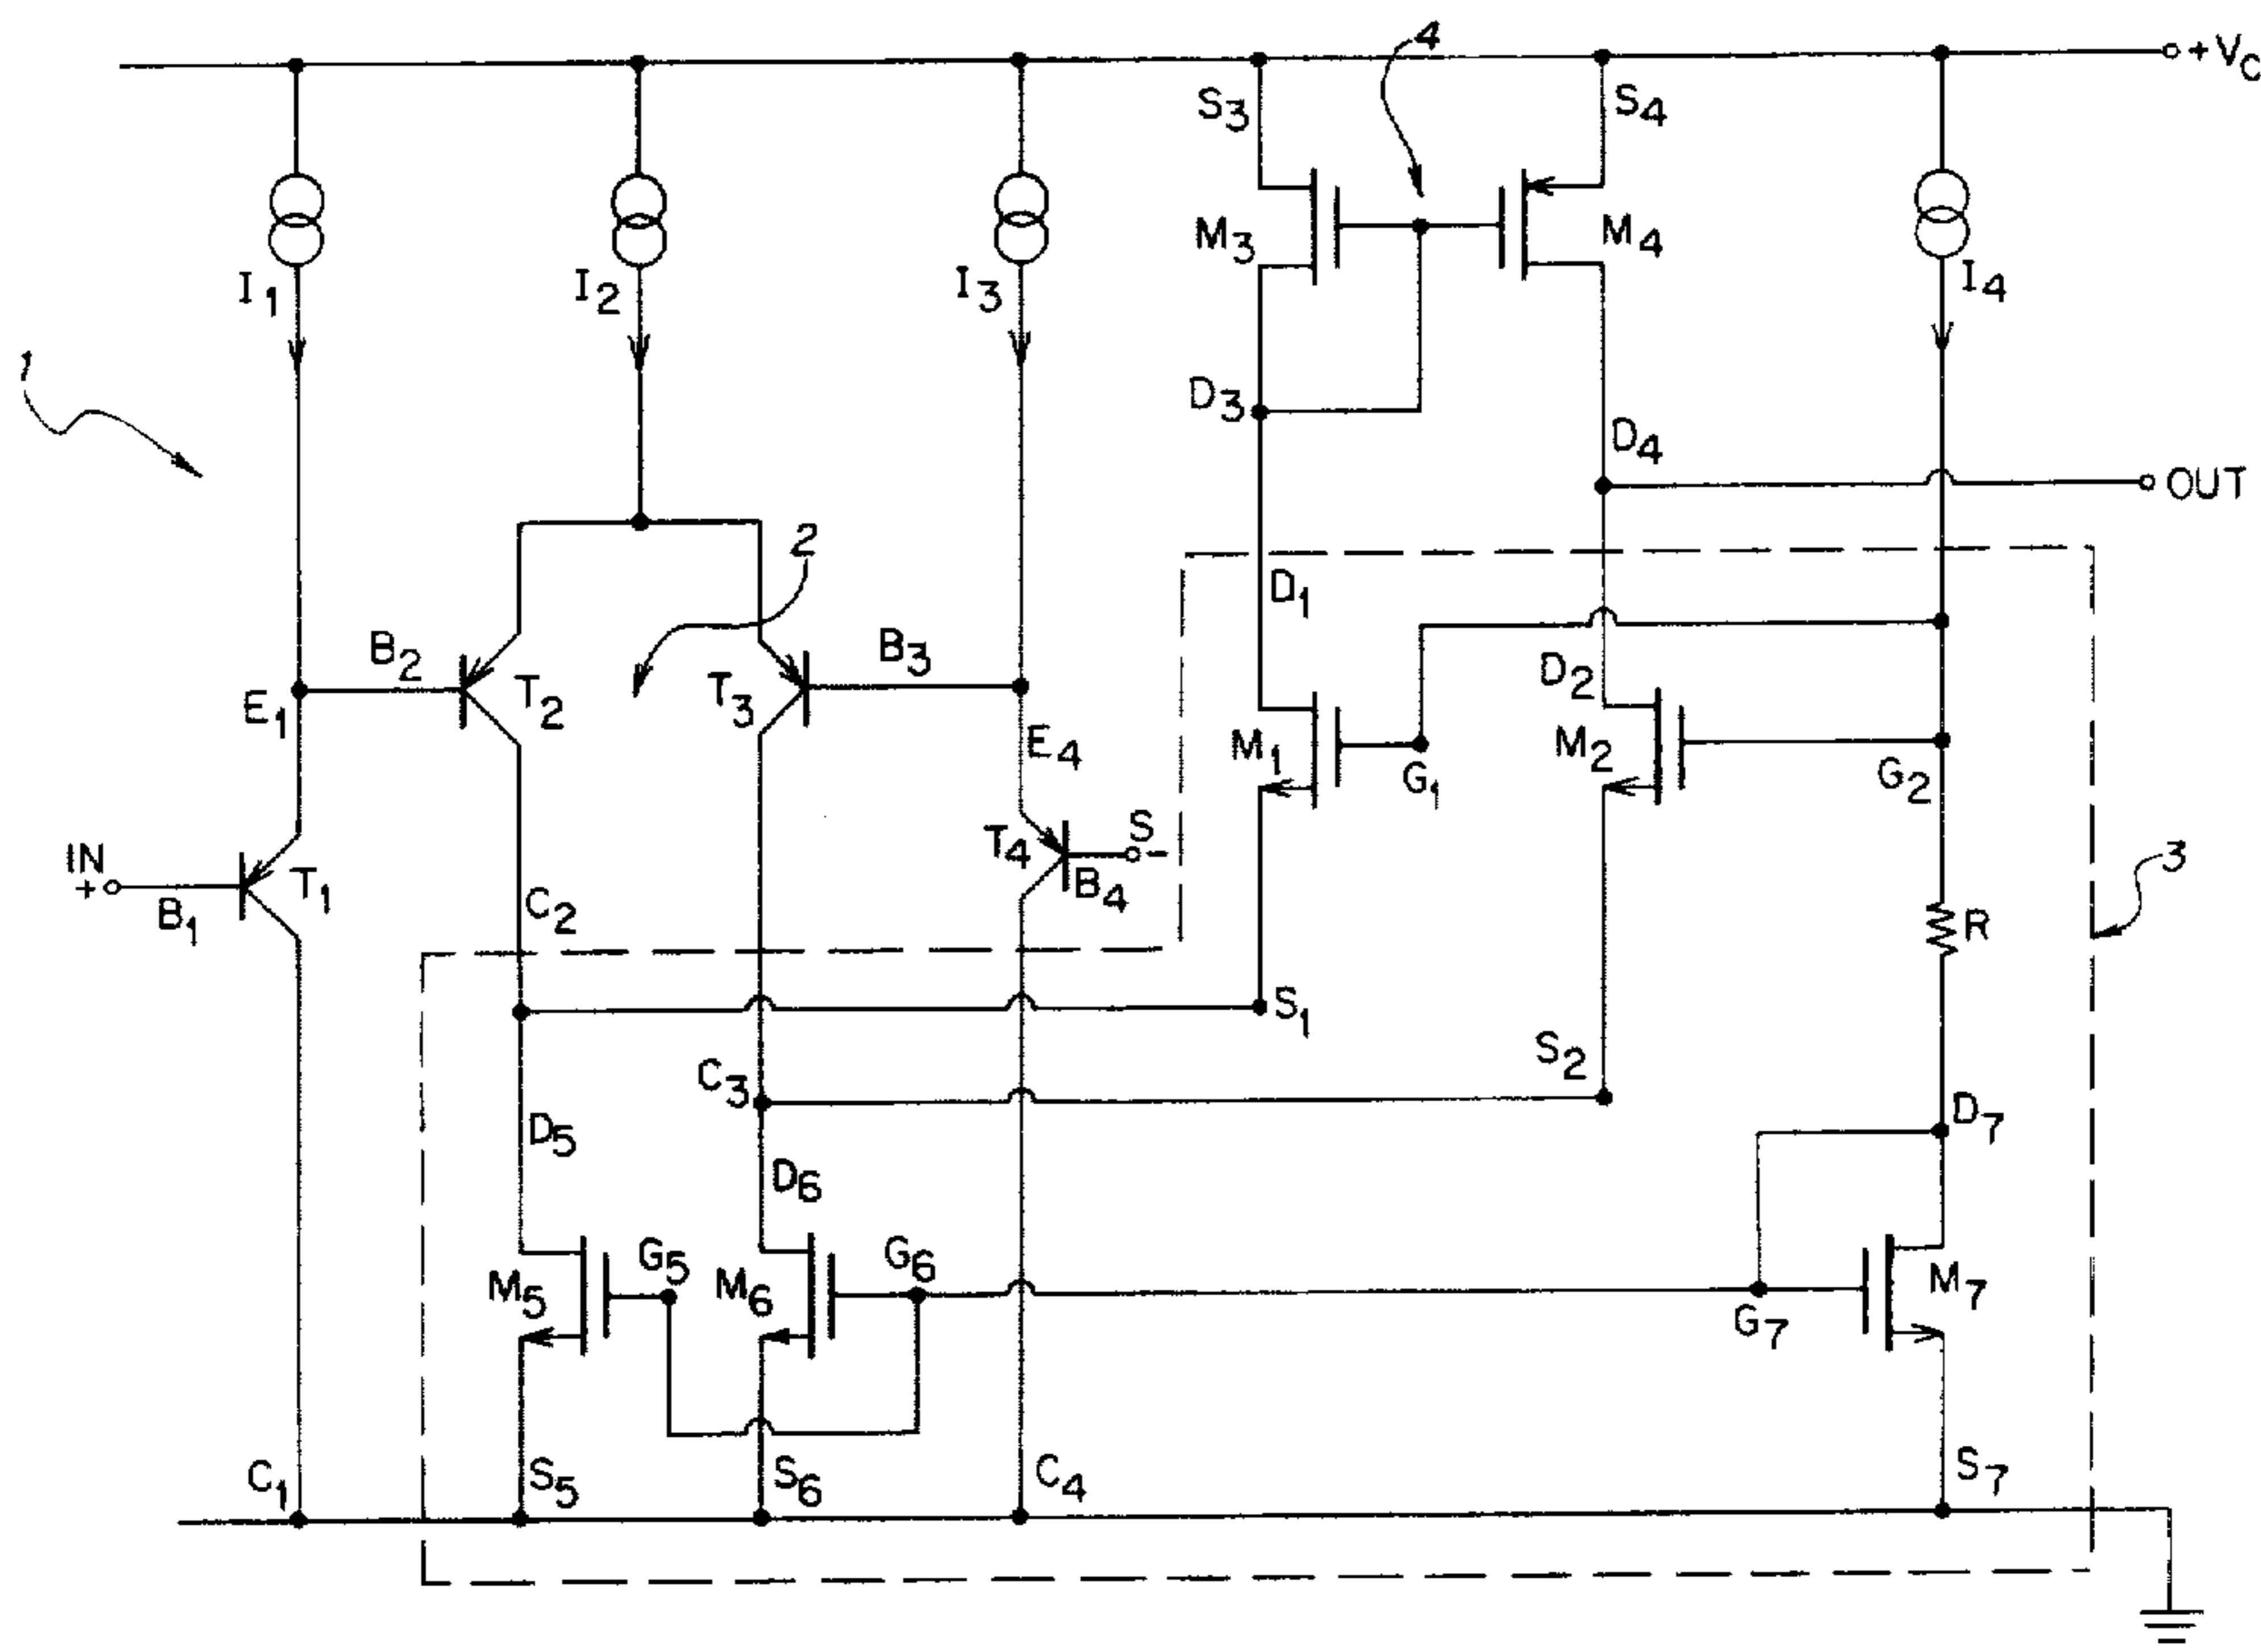 4
+VC
S3
S4
M3
M4
I1
I2
I3
I4
1
D3
D4
OUT
2
D1
B2
B3
D2
T2
T3
E1
E4
M1
M2
G1
G2
IN
+
T1
T4
S
-
3
B1
B4
C2
R
S1
S2
C3
D5
D7
D6
G5
G6
M5
M6
M7
G7
C1
S5
S6
C4
S7